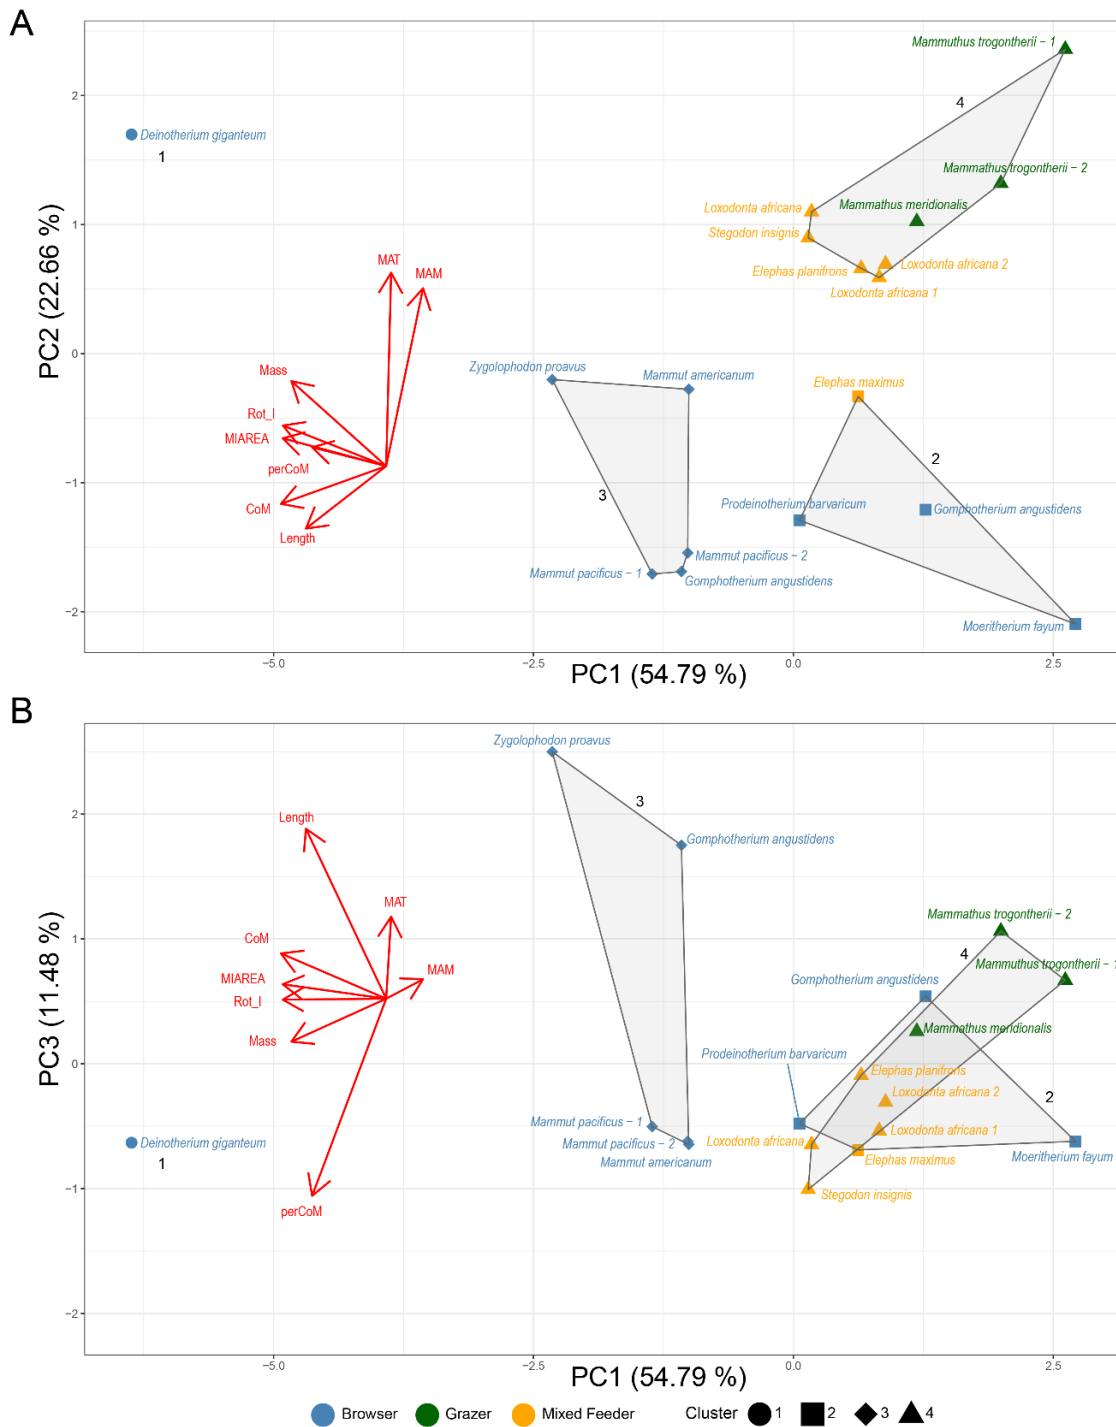 A
Mammuthus trogontherii − 1
4
2
Deinotherium giganteum
1
Mammathus trogontherii − 2
Mammathus meridionalis
Loxodonta africana
Stegodon insignis
1
Loxodonta africana 2
Elephas planifrons
MAT
MAM
Loxodonta africana 1
PC2 (22.66 %)
0
Zygolophodon proavus
Mammut americanum
Elephas maximus
Mass
Rot_I
MIAREA
2
perCoM
−1
3
Prodeinotherium barvaricum
Gomphotherium angustidens
CoM
Length
Mammut pacificus − 2
Mammut pacificus − 1
Gomphotherium angustidens
−2
Moeritherium fayum
−5.0
−2.5
0.0
2.5
PC1 (54.79 %)
B
Zygolophodon proavus
3
2
Length
Gomphotherium angustidens
MAT
Mammathus trogontherii − 2
CoM
4
1
MAM
Mammuthus trogontherii − 1
MIAREA
Gomphotherium angustidens
Rot_I
Mammathus meridionalis
Mass
Prodeinotherium barvaricum
PC3 (11.48 %)
0
Elephas planifrons
Loxodonta africana 2
2
Mammut pacificus − 1
Loxodonta africana 1
Deinotherium giganteum
Mammut pacificus − 2
Loxodonta africana
1
Mammut americanum
Elephas maximus
Moeritherium fayum
−1
Stegodon insignis
perCoM
−2
−5.0
−2.5
0.0
2.5
PC1 (54.79 %)
Browser
Grazer
Mixed Feeder
Cluster
1
2
3
4